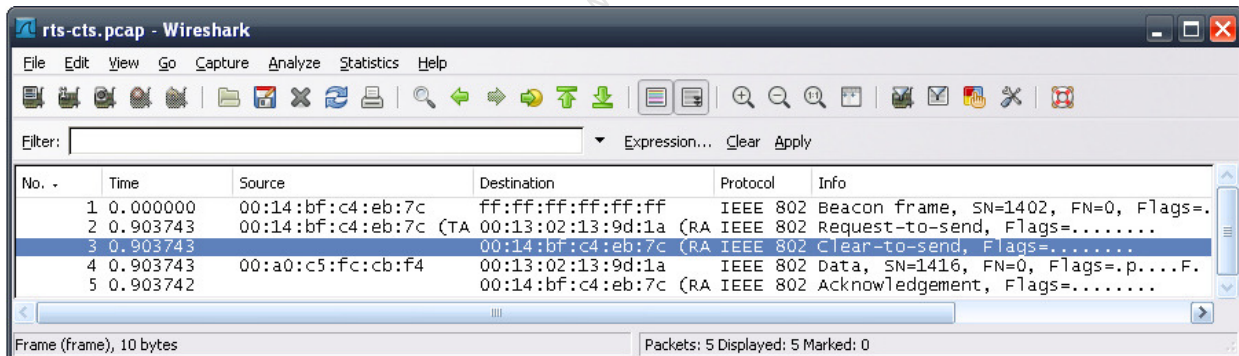 rts-cts.pcap - Wireshark
File Edit View Go Capture Analyze Statistics Help
Filter: Expression... Clear Apply
No. - Time Source Destination Protocol Info
1 0.000000 00:14:bf:c4:eb:7c ff:ff:ff:ff:ff:ff IEEE 802 Beacon frame, SN=1402, FN=0, Flags=.
2 0.903743 00:14:bf:c4:eb:7c (TA 00:13:02:13:9d:1a (RA IEEE 802 Request-to-send, Flags=........
3 0.903743 00:14:bf:c4:eb:7c (RA IEEE 802 Clear-to-send, Flags=........
4 0.903743 00:a0:c5:fc:cb:f4 00:13:02:13:9d:1a IEEE 802 Data, SN=1416, FN=0, Flags=.p....F.
5 0.903742 00:14:bf:c4:eb:7c (RA IEEE 802 Acknowledgement, Flags=........
Frame (frame), 10 bytes Packets: 5 Displayed: 5 Marked: 0